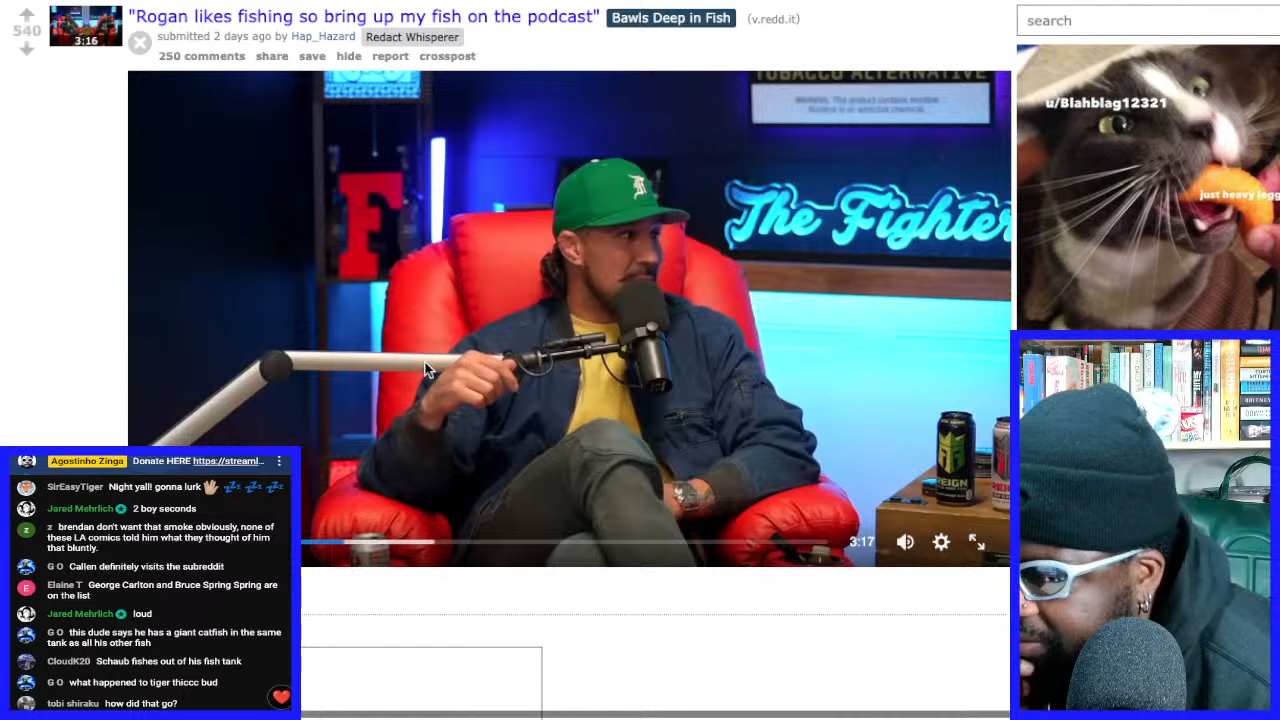 540
3:16
"Rogan likes fishing so bring up my fish on the podcast" Bawls Deep in Fish (v.redd.it)
submitted 2 days ago by Hap_Hazard Redact Whisperer
250 comments share save hide report crosspost
search
TOBACCO ALTERNATIVE
F
The Fighter
REIGN
3:17
u/Blahblag12321
just heavy legg
Agostinho Zinga Donate HERE https://streaml...
SirEasyTiger Night yall! gonna lurk 🖖 💤 💤 💤
Jared Mehrlich 2 boy seconds
z brendan don't want that smoke obviously, none of
these LA comics told him what they thought of him
that bluntly.
G O Callen definitely visits the subreddit
Elaine T George Carlton and Bruce Spring Spring are
on the list
Jared Mehrlich loud
G O this dude says he has a giant catfish in the same
tank as all his other fish
CloudK20 Schaub fishes out of his fish tank
G O what happened to tiger thiccc bud
tobi shiraku how did that go?